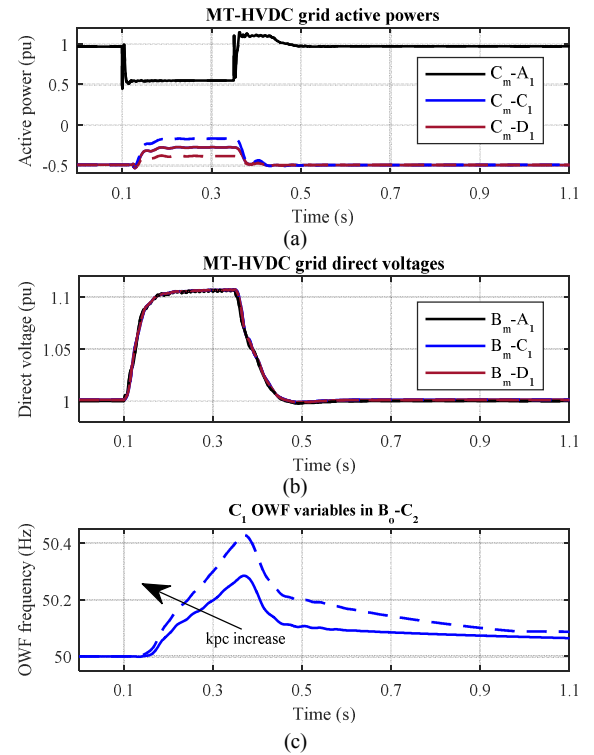 MT-HVDC grid active powers
Active power (pu)
1
0.5
0
-0.5
Cm-A1
Cm-C1
Cm-D1
0.1 0.3 0.5 0.7 0.9 1.1
Time (s)
(a)
MT-HVDC grid direct voltages
Direct voltage (pu)
1.1
1.05
1
Bm-A1
Bm-C1
Bm-D1
0.1 0.3 0.5 0.7 0.9 1.1
Time (s)
(b)
C1 OWF variables in Bo-C2
OWF frequency (Hz)
50.4
50.2
50
kpc increase
0.1 0.3 0.5 0.7 0.9 1.1
Time (s)
(c)